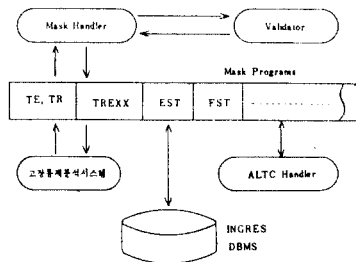 Mask Handler
Validator
Mask Programs
TE, TR
TREXX
EST
FST
고장통계분석시스템
ALTC Handler
INGRES
DBMS